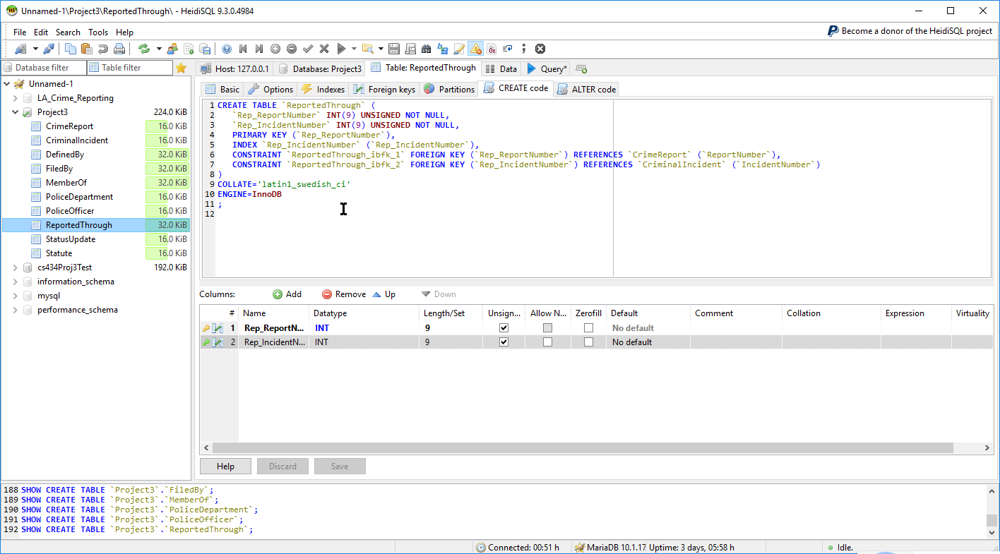 Unnamed-1\Project3\ReportedThrough\ - HeidiSQL 9.3.0.4984
File Edit Search Tools Help
Become a donor of the HeidiSQL project
Database filter Table filter
Host: 127.0.0.1 Database: Project3 Table: ReportedThrough Data Query*
Unnamed-1
LA_Crime_Reporting
Project3 224.0 KiB
CrimeReport 16.0 KiB
CriminalIncident 16.0 KiB
DefinedBy 32.0 KiB
FiledBy 32.0 KiB
MemberOf 32.0 KiB
PoliceDepartment 16.0 KiB
PoliceOfficer 16.0 KiB
ReportedThrough 32.0 KiB
StatusUpdate 16.0 KiB
Statute 16.0 KiB
cs434Proj3Test 192.0 KiB
information_schema
mysql
performance_schema
Basic Options Indexes Foreign keys Partitions CREATE code ALTER code
1 CREATE TABLE `ReportedThrough` (
2 `Rep_ReportNumber` INT(9) UNSIGNED NOT NULL,
3 `Rep_IncidentNumber` INT(9) UNSIGNED NOT NULL,
4 PRIMARY KEY (`Rep_ReportNumber`),
5 INDEX `Rep_IncidentNumber` (`Rep_IncidentNumber`),
6 CONSTRAINT `ReportedThrough_ibfk_1` FOREIGN KEY (`Rep_ReportNumber`) REFERENCES `CrimeReport` (`ReportNumber`),
7 CONSTRAINT `ReportedThrough_ibfk_2` FOREIGN KEY (`Rep_IncidentNumber`) REFERENCES `CriminalIncident` (`IncidentNumber`)
8 )
9 COLLATE='latin1_swedish_ci'
10 ENGINE=InnoDB
11 ;
12
Columns: Add Remove Up Down
# Name Datatype Length/Set Unsign... Allow N... Zerofill Default Comment Collation Expression Virtuality
1 Rep_ReportN... INT 9 No default
2 Rep_IncidentN... INT 9 No default
Help Discard Save
188 SHOW CREATE TABLE `Project3`.`FiledBy`;
189 SHOW CREATE TABLE `Project3`.`MemberOf`;
190 SHOW CREATE TABLE `Project3`.`PoliceDepartment`;
191 SHOW CREATE TABLE `Project3`.`PoliceOfficer`;
192 SHOW CREATE TABLE `Project3`.`ReportedThrough`;
Connected: 00:51 h MariaDB 10.1.17 Uptime: 3 days, 05:58 h Idle.